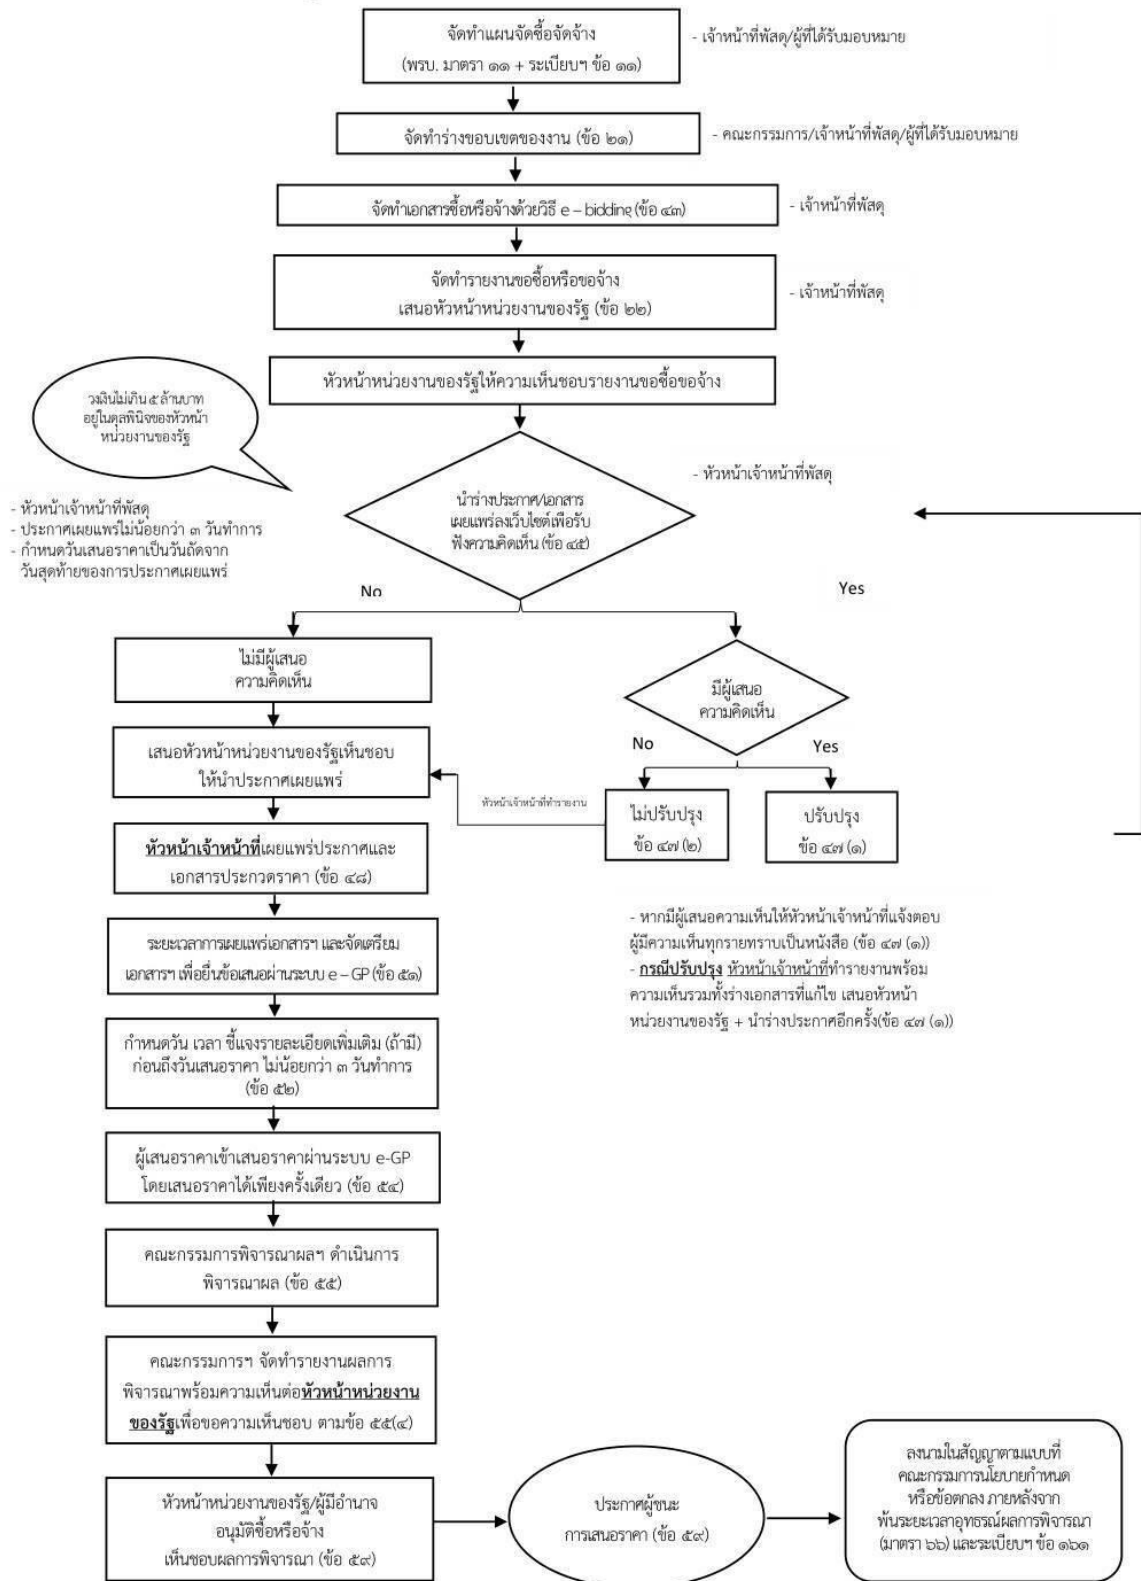 จัดทำแผนจัดซื้อจัดจ้าง
(พรบ. มาตรา ๑๑ + ระเบียบฯ ข้อ ๑๑)
- เจ้าหน้าที่พัสดุ/ผู้ที่ได้รับมอบหมาย
จัดทำร่างขอบเขตของงาน (ข้อ ๒๑)
- คณะกรรมการ/เจ้าหน้าที่พัสดุ/ผู้ที่ได้รับมอบหมาย
จัดทำเอกสารซื้อหรือจ้างด้วยวิธี e – bidding (ข้อ ๔๓)
- เจ้าหน้าที่พัสดุ
จัดทำรายงานขอซื้อหรือขอจ้าง
เสนอหัวหน้าหน่วยงานของรัฐ (ข้อ ๒๒)
- เจ้าหน้าที่พัสดุ
หัวหน้าหน่วยงานของรัฐให้ความเห็นชอบรายงานขอซื้อขอจ้าง
วงเงินไม่เกิน ๕ ล้านบาท
อยู่ในดุลพินิจของหัวหน้า
หน่วยงานของรัฐ
- หัวหน้าเจ้าหน้าที่พัสดุ
- ประกาศเผยแพร่ไม่น้อยกว่า ๓ วันทำการ
- กำหนดวันเสนอราคาเป็นวันถัดจาก
วันสุดท้ายของการประกาศเผยแพร่
นำร่างประกาศ/เอกสาร
เผยแพร่ลงเว็บไซต์เพื่อรับ
ฟังความคิดเห็น (ข้อ ๔๕)
- หัวหน้าเจ้าหน้าที่พัสดุ
No
Yes
ไม่มีผู้เสนอ
ความคิดเห็น
มีผู้เสนอ
ความคิดเห็น
No
Yes
เสนอหัวหน้าหน่วยงานของรัฐเห็นชอบ
ให้นำประกาศเผยแพร่
หัวหน้าเจ้าหน้าที่ทำรายงาน
ไม่ปรับปรุง
ข้อ ๔๗ (๒)
ปรับปรุง
ข้อ ๔๗ (๑)
หัวหน้าเจ้าหน้าที่เผยแพร่ประกาศและ
เอกสารประกวดราคา (ข้อ ๔๘)
- หากมีผู้เสนอความเห็นให้หัวหน้าเจ้าหน้าที่แจ้งตอบ
ผู้มีความเห็นทุกรายทราบเป็นหนังสือ (ข้อ ๔๗ (๑))
- กรณีปรับปรุง หัวหน้าเจ้าหน้าที่ทำรายงานพร้อม
ความเห็นรวมทั้งร่างเอกสารที่แก้ไข เสนอหัวหน้า
หน่วยงานของรัฐ + นำร่างประกาศอีกครั้ง(ข้อ ๔๗ (๑))
ระยะเวลาการเผยแพร่เอกสารฯ และจัดเตรียม
เอกสารฯ เพื่อยื่นข้อเสนอผ่านระบบ e – GP (ข้อ ๕๑)
กำหนดวัน เวลา ชี้แจงรายละเอียดเพิ่มเติม (ถ้ามี)
ก่อนถึงวันเสนอราคา ไม่น้อยกว่า ๓ วันทำการ
(ข้อ ๕๒)
ผู้เสนอราคาเข้าเสนอราคาผ่านระบบ e-GP
โดยเสนอราคาได้เพียงครั้งเดียว (ข้อ ๕๔)
คณะกรรมการพิจารณาผลฯ ดำเนินการ
พิจารณาผล (ข้อ ๕๕)
คณะกรรมการฯ จัดทำรายงานผลการ
พิจารณาพร้อมความเห็นต่อหัวหน้าหน่วยงาน
ของรัฐเพื่อขอความเห็นชอบ ตามข้อ ๕๕(๔)
หัวหน้าหน่วยงานของรัฐ/ผู้มีอำนาจ
อนุมัติซื้อหรือจ้าง
เห็นชอบผลการพิจารณา (ข้อ ๕๙)
ประกาศผู้ชนะ
การเสนอราคา (ข้อ ๕๙)
ลงนามในสัญญาตามแบบที่
คณะกรรมการนโยบายกำหนด
หรือข้อตกลง ภายหลังจาก
พ้นระยะเวลาอุทธรณ์ผลการพิจารณา
(มาตรา ๖๖) และระเบียบฯ ข้อ ๑๖๑